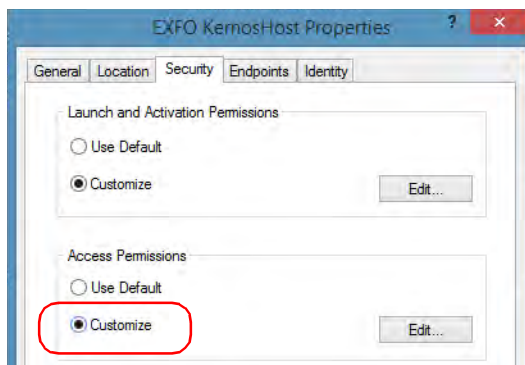 EXFO KernosHost Properties
?
×
General Location Security Endpoints Identity
Launch and Activation Permissions
Use Default
Customize
Edit...
Access Permissions
Use Default
Customize
Edit...